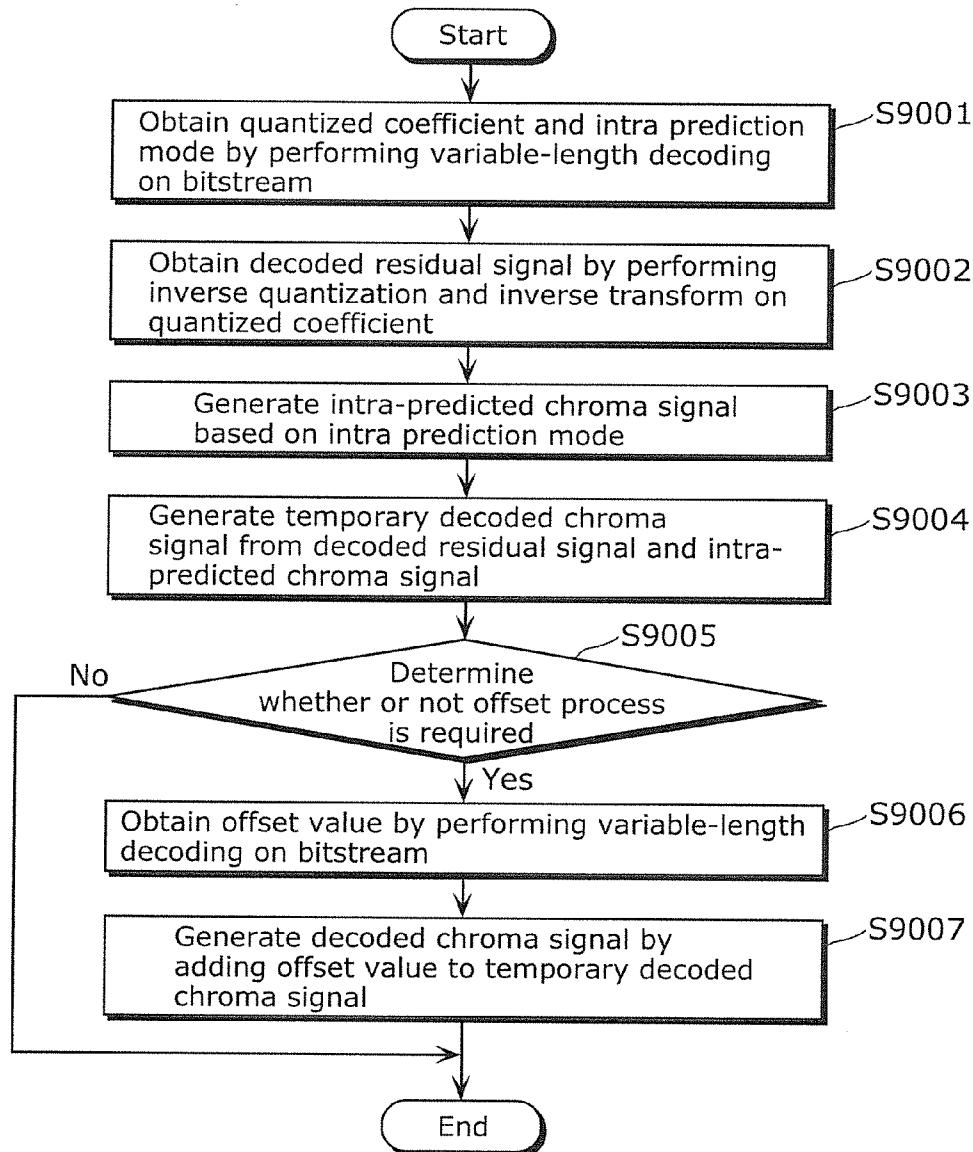 Start
Obtain quantized coefficient and intra prediction
mode by performing variable-length decoding
on bitstream
S9001
Obtain decoded residual signal by performing
inverse quantization and inverse transform on
quantized coefficient
S9002
Generate intra-predicted chroma signal
based on intra prediction mode
S9003
Generate temporary decoded chroma
signal from decoded residual signal and intra-
predicted chroma signal
S9004
S9005
No
Determine
whether or not offset process
is required
Yes
Obtain offset value by performing variable-length
decoding on bitstream
S9006
Generate decoded chroma signal by
adding offset value to temporary decoded
chroma signal
S9007
End